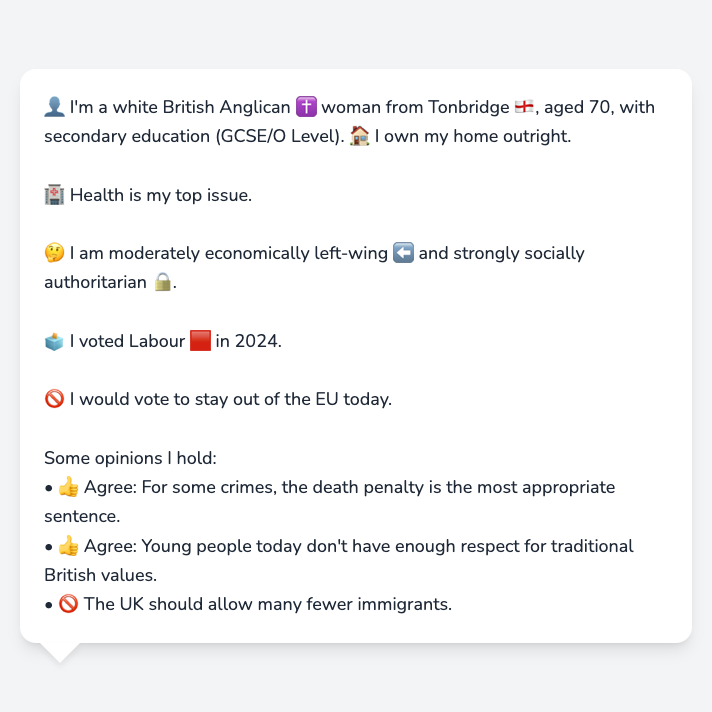 👤 I'm a white British Anglican ✝️ woman from Tonbridge 🏴󠁧󠁢󠁥󠁮󠁧󠁿, aged 70, with
secondary education (GCSE/O Level). 🏠 I own my home outright.
🏥 Health is my top issue.
🤔 I am moderately economically left-wing ⬅️ and strongly socially
authoritarian 🔒.
🗳️ I voted Labour 🟥 in 2024.
🚫 I would vote to stay out of the EU today.
Some opinions I hold:
• 👍 Agree: For some crimes, the death penalty is the most appropriate
sentence.
• 👍 Agree: Young people today don't have enough respect for traditional
British values.
• 🚫 The UK should allow many fewer immigrants.